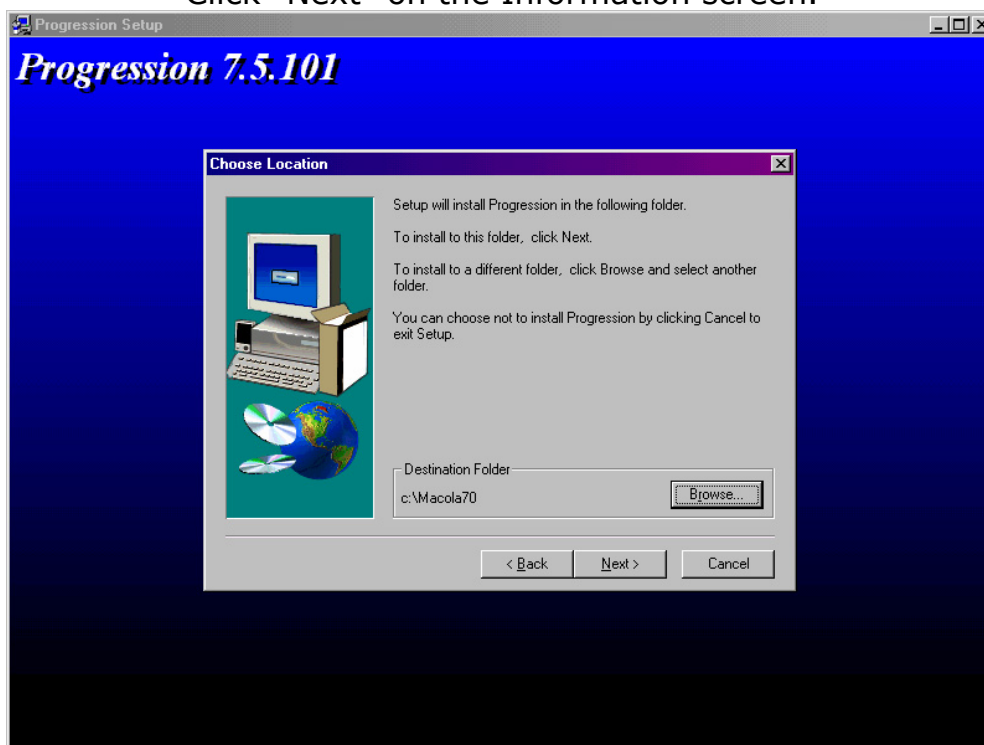 Click "Next" on the Information screen.
Progression Setup
Progression 7.5.101
Choose Location
Setup will install Progression in the following folder.
To install to this folder, click Next.
To install to a different folder, click Browse and select another
folder.
You can choose not to install Progression by clicking Cancel to
exit Setup.
Destination Folder
c:\Macola70
Browse...
< Back
Next >
Cancel